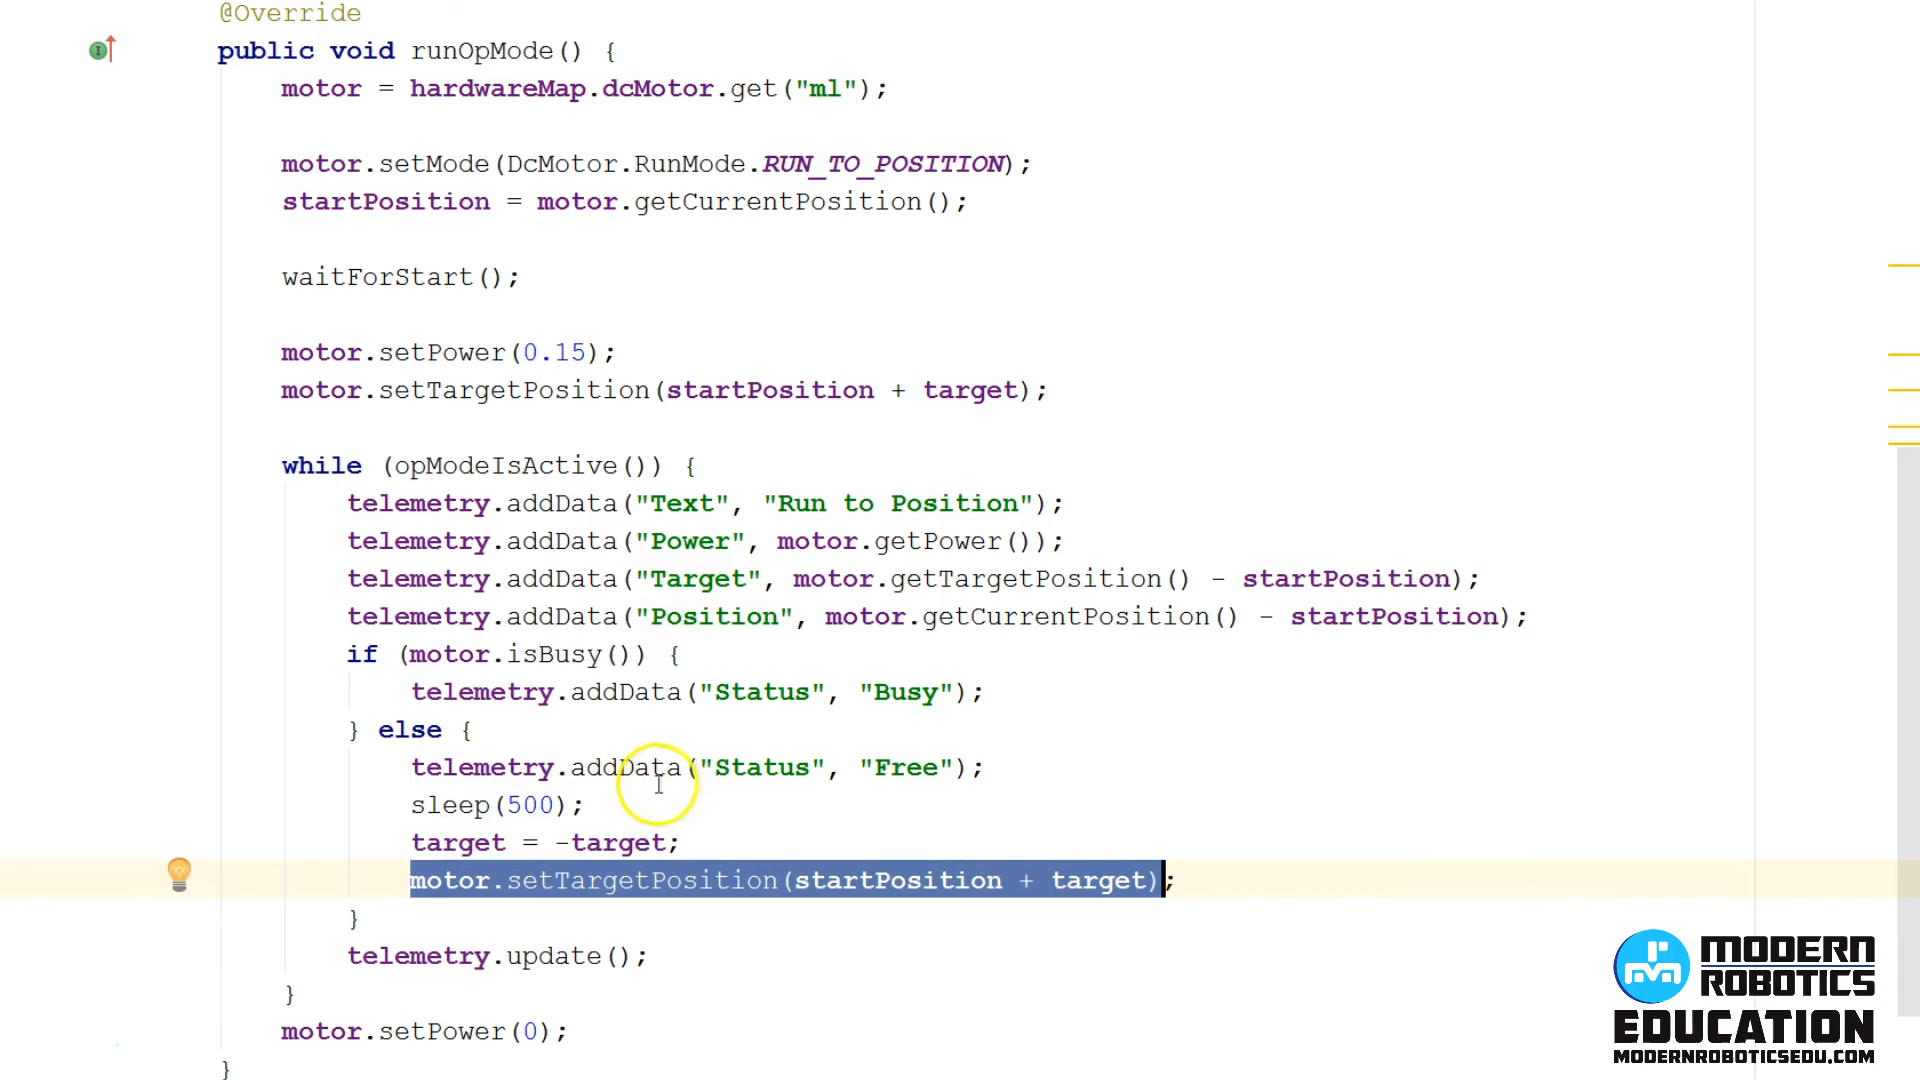 @Override
public void runOpMode() {
motor = hardwareMap.dcMotor.get("ml");
motor.setMode(DcMotor.RunMode.RUN_TO_POSITION);
startPosition = motor.getCurrentPosition();
waitForStart();
motor.setPower(0.15);
motor.setTargetPosition(startPosition + target);
while (opModeIsActive()) {
telemetry.addData("Text", "Run to Position");
telemetry.addData("Power", motor.getPower());
telemetry.addData("Target", motor.getTargetPosition() - startPosition);
telemetry.addData("Position", motor.getCurrentPosition() - startPosition);
if (motor.isBusy()) {
telemetry.addData("Status", "Busy");
} else {
telemetry.addData("Status", "Free");
sleep(500);
target = -target;
motor.setTargetPosition(startPosition + target);
}
telemetry.update();
}
motor.setPower(0);
}
MODERN
ROBOTICS
EDUCATION
MODERNROBOTICSEDU.COM